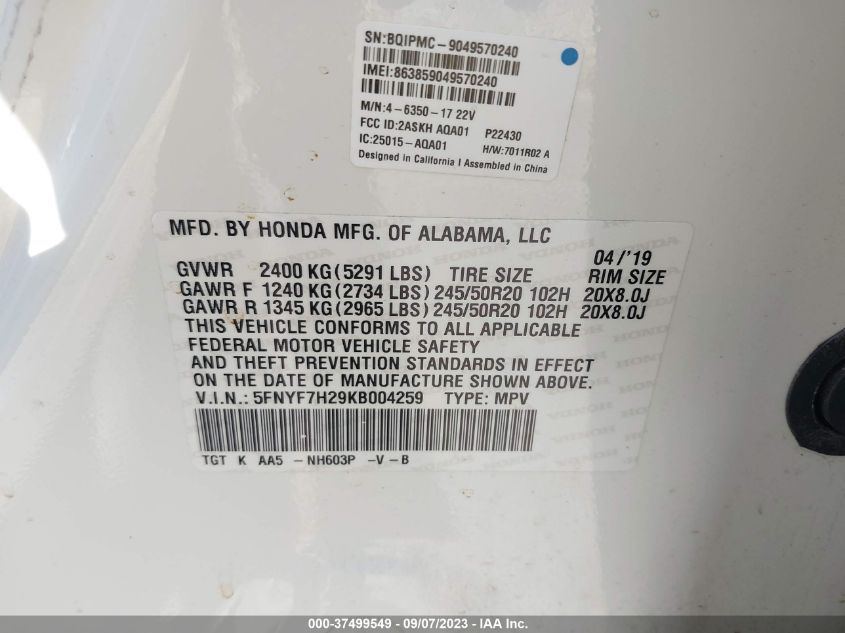 SN:BQIPMC-9049570240
IMEI:863859049570240
M/N:4-6350-17 22V
FCC ID:2ASKH AQA01 P22430
IC:25015-AQA01 H/W:7011R02 A
Designed in California I Assembled in China
MFD. BY HONDA MFG. OF ALABAMA, LLC
04/'19
GVWR 2400 KG(5291 LBS) TIRE SIZE RIM SIZE
GAWR F 1240 KG(2734 LBS) 245/50R20 102H 20X8.0J
GAWR R 1345 KG(2965 LBS) 245/50R20 102H 20X8.0J
THIS VEHICLE CONFORMS TO ALL APPLICABLE
FEDERAL MOTOR VEHICLE SAFETY
AND THEFT PREVENTION STANDARDS IN EFFECT
ON THE DATE OF MANUFACTURE SHOWN ABOVE.
V.I.N.: 5FNYF7H29KB004259 TYPE: MPV
TGT K AA5 -NH603P -V-B
000-37499549 - 09/07/2023 - IAA Inc.